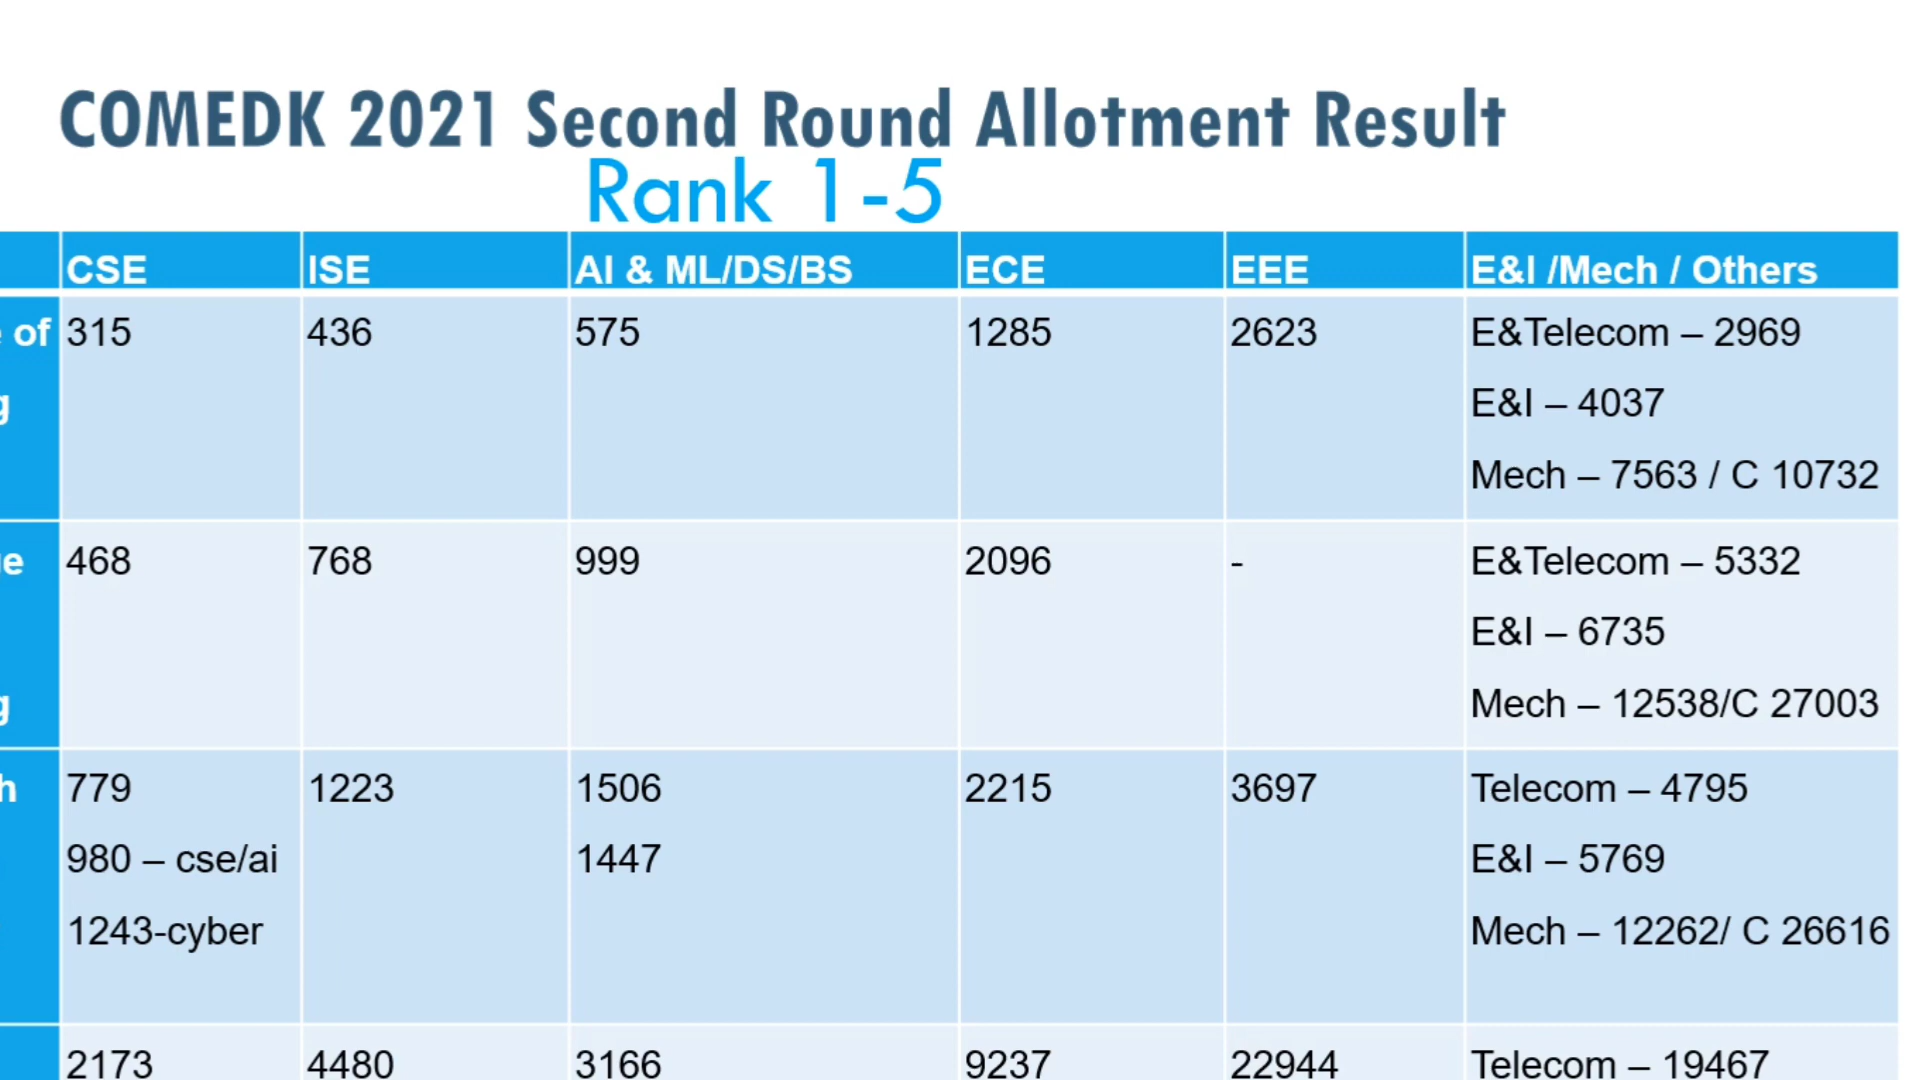 COMEDK 2021 Second Round Allotment Result
Rank 1-5
CSE ISE AI & ML/DS/BS ECE EEE E&I /Mech / Others
of 315 436 575 1285 2623 E&Telecom – 2969
E&I – 4037
Mech – 7563 / C 10732
468 768 999 2096 - E&Telecom – 5332
E&I – 6735
Mech – 12538/C 27003
779 1223 1506 2215 3697 Telecom – 4795
980 – cse/ai 1447 E&I – 5769
1243-cyber Mech – 12262/ C 26616
2173 4480 3166 9237 22944 Telecom – 19467